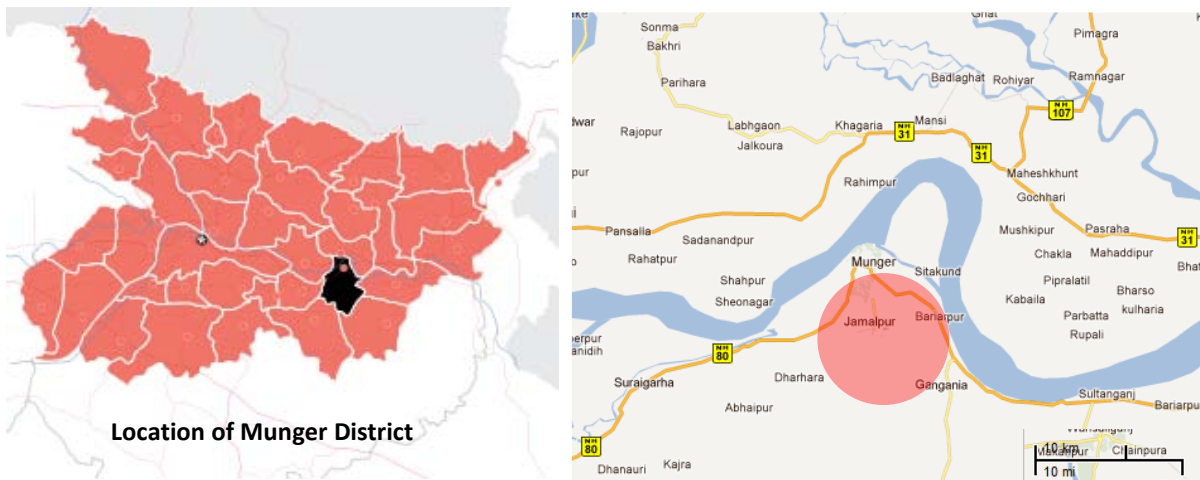 Location of Munger District
Sonma
Bakhri
Parihara
Pimagra
Badlaghat
Rohiyar
Ramnagar
NH
107
Rajopur
Labhgaon
Jalkoura
Khagaria
NH
31
Mansi
NH
31
Maheshkhunt
Gochhari
Rahimpur
Pansalla
Sadanandpur
Rahatpur
Mushkipur
Pasraha
NH
31
Chakla
Mahaddipur
Munger
Sitakund
Shahpur
Sheonagar
Pipralatil
Bharso
kulharia
Kabaila
Parbatta
Rupali
Jamalpur
Bariarpur
NH
80
Surajgarha
Dharhara
Gangania
Abhaipur
Sultanganj
Bariarpur
NH
80
Dhanauri
Kajra
Chainpura
10 km
10 mi